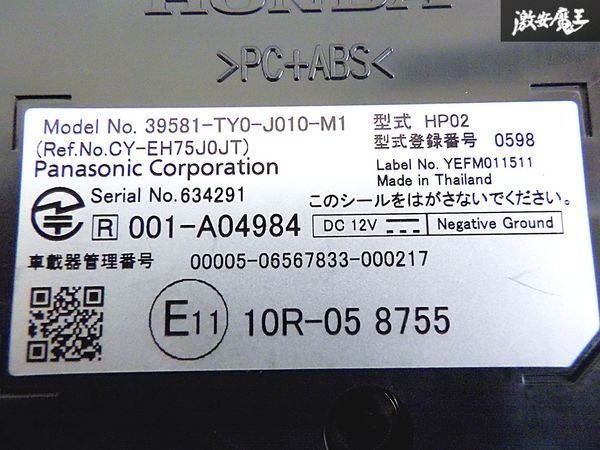 HONDA
激安魔王
>PC+ABS<
Model No. 39581-TY0-J010-M1 型式 HP02
(Ref.No.CY-EH75J0JT) 型式登録番号 0598
Panasonic Corporation Label No. YEFM011511
Made in Thailand
Serial No.634291 このシールをはがさないでください。
R 001-A04984 DC 12V Negative Ground
車載器管理番号 00005-06567833-000217
E11 10R-05 8755